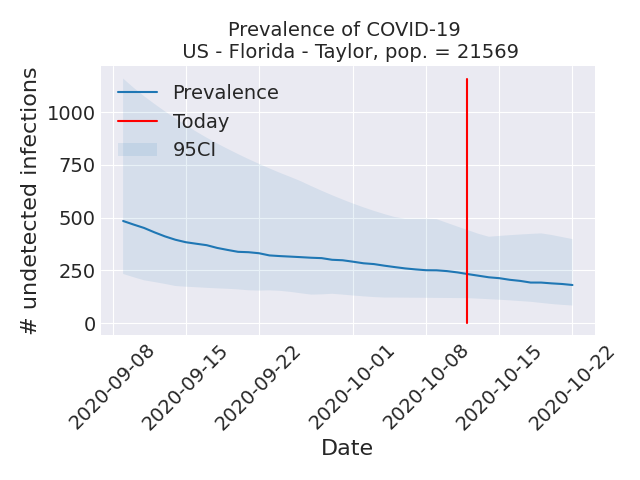 Prevalence of COVID-19
US - Florida - Taylor, pop. = 21569
# undetected infections
1000
750
500
250
0
Prevalence
Today
95CI
2020-09-08
2020-09-15
2020-09-22
2020-10-01
2020-10-08
2020-10-15
2020-10-22
Date